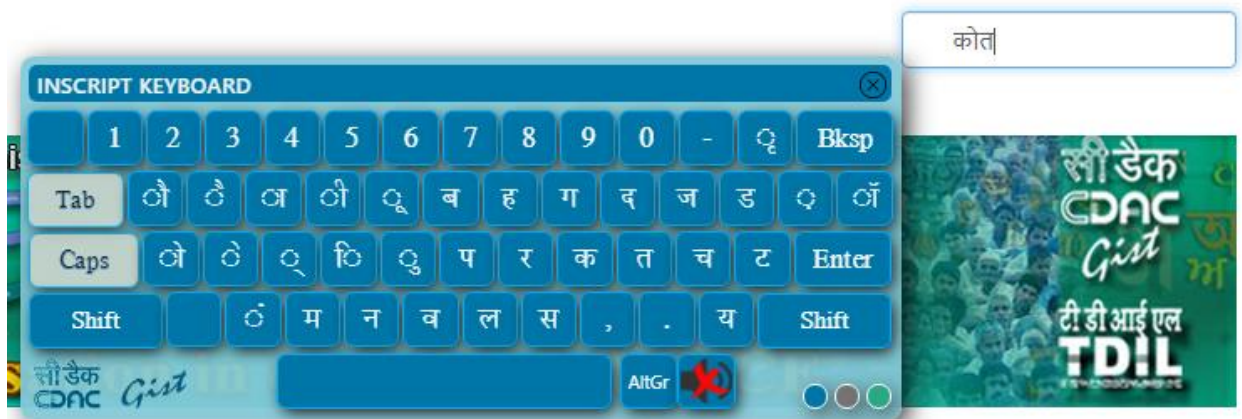 कोत
INSCRIPT KEYBOARD
1 2 3 4 5 6 7 8 9 0 - ृ Bksp
Tab ौ ै ा ी ू ब ह ग द ज ड ़ ॉ
Caps ो े ् ि ु प र क त च ट Enter
Shift ं म न व ल स , . य Shift
सी डैक
CDAC Gist
AltGr
सी डैक
CDAC
Gist
टी डी आई एल
TDIL